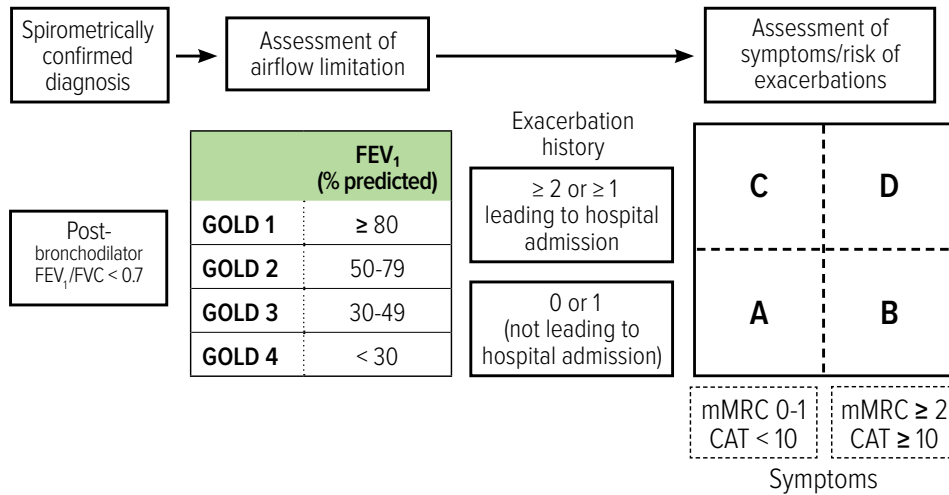 Spirometrically
confirmed
diagnosis
Assessment of
airflow limitation
Assessment of
symptoms/risk of
exacerbations
Post-
bronchodilator
FEV₁/FVC < 0.7
FEV₁
(% predicted)
GOLD 1 ≥ 80
GOLD 2 50-79
GOLD 3 30-49
GOLD 4 < 30
Exacerbation
history
≥ 2 or ≥ 1
leading to hospital
admission
0 or 1
(not leading to
hospital admission)
C D
A B
mMRC 0-1
CAT < 10
mMRC ≥ 2
CAT ≥ 10
Symptoms